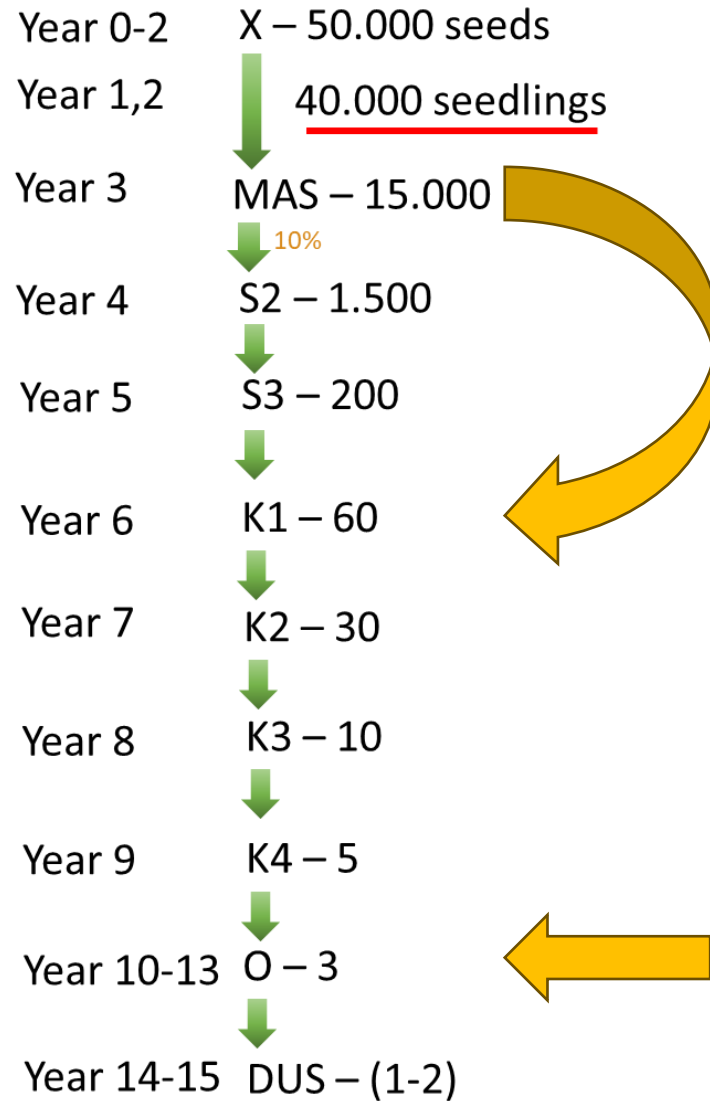 Year 0-2 X – 50.000 seeds
Year 1,2 40.000 seedlings
Year 3 MAS – 15.000
10%
Year 4 S2 – 1.500
Year 5 S3 – 200
Year 6 K1 – 60
Year 7 K2 – 30
Year 8 K3 – 10
Year 9 K4 – 5
Year 10-13 O – 3
Year 14-15 DUS – (1-2)